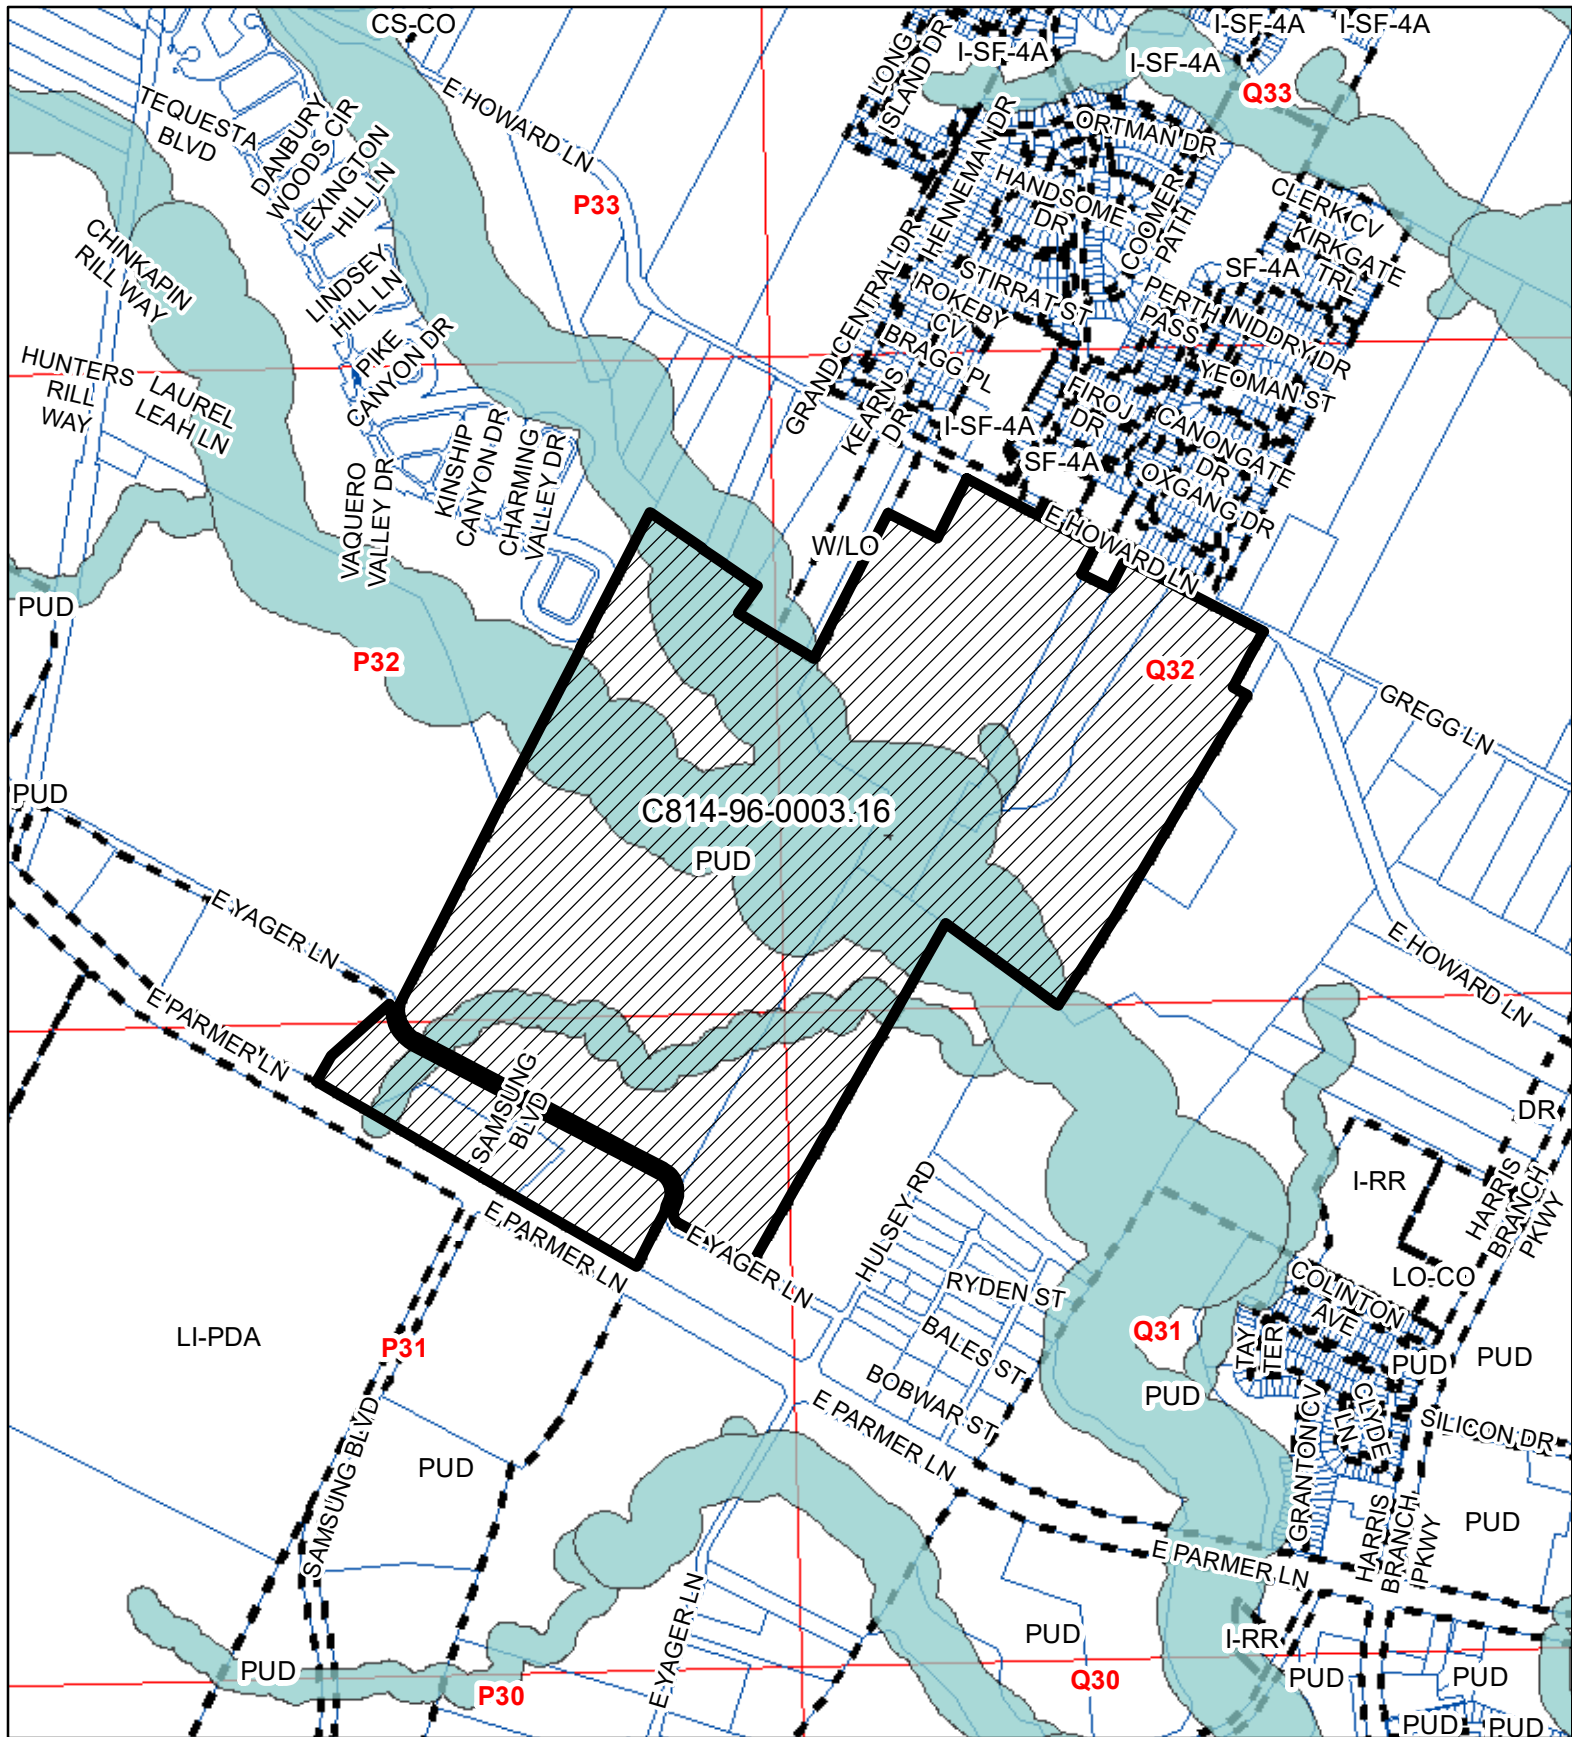 CS-CO
I-SF-4A
I-SF-4A
I-SF-4A
I-SF-4A
Q33
LONG
ISLAND DR
E HOWARD LN
TEQUESTA
BLVD
DANBURY
WOODS CIR
LEXINGTON
HILL LN
ORTMAN DR
HENNEMAN DR
HANDSOME
DR
COOMER
PATH
CLERK CV
KIRKGATE
TRL
P33
CHINKAPIN
RILL WAY
LINDSEY
HILL LN
GRAND CENTRAL DR
STIRRAT ST
SF-4A
ROKEBY
CV
PERTH
PASS
NIDDRY DR
PIKE
CANYON DR
BRAGG PL
YEOMAN ST
HUNTERS
RILL
WAY
LAUREL
LEAH LN
KEARNS
DR
FIROJ
DR
CANONGATE
DR
I-SF-4A
SF-4A
OXGANG DR
KINSHIP
CANYON DR
CHARMING
VALLEY DR
VAQUERO
VALLEY DR
W/LO
E HOWARD LN
PUD
P32
Q32
GREGG LN
PUD
C814-96-0003.16
PUD
E YAGER LN
E HOWARD LN
E PARMER LN
SAMSUNG
BLVD
DR
HARRIS
BRANCH
PKWY
I-RR
E PARMER LN
E YAGER LN
HULSEY RD
RYDEN ST
BALES ST
BOBWAR ST
LO-CO
COLINTON
AVE
LI-PDA
P31
Q31
TAY
TER
PUD
PUD
PUD
SAMSUNG BLVD
PUD
E PARMER LN
GRANTON CV
CLYDE
LN
SILICON DR
HARRIS
BRANCH
PKWY
PUD
E PARMER LN
E YAGER LN
PUD
I-RR
PUD
P30
Q30
PUD
PUD
PUD
PUD